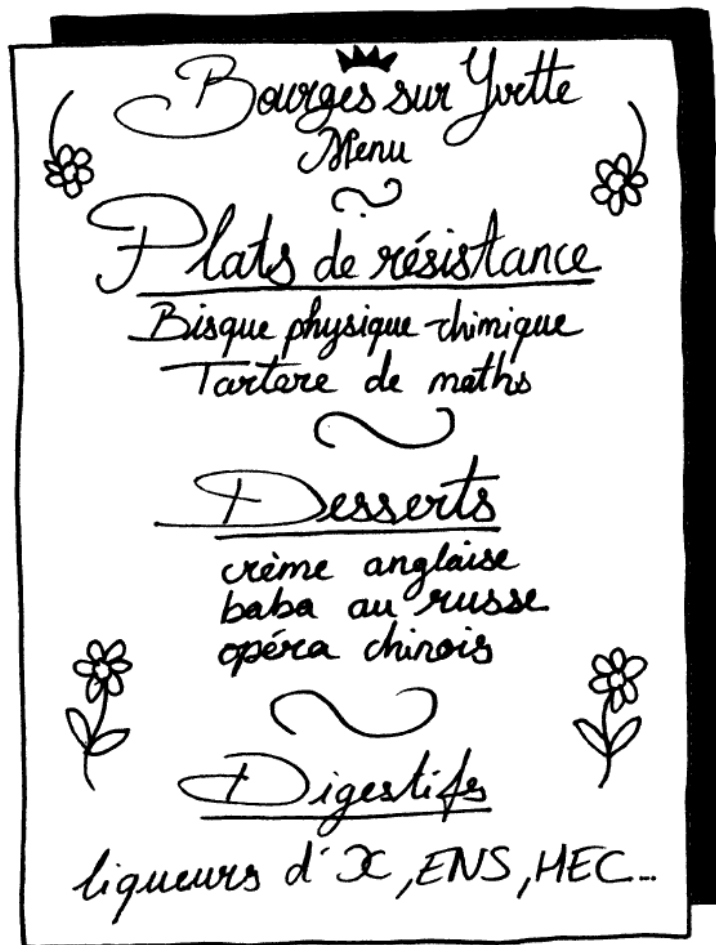 Bourges sur Yvette
Menu
Plats de résistance
Bisque physique-chimique
Tartare de maths
Desserts
crème anglaise
baba au russe
opéra chinois
Digestifs
liqueurs d'X, ENS, HEC...